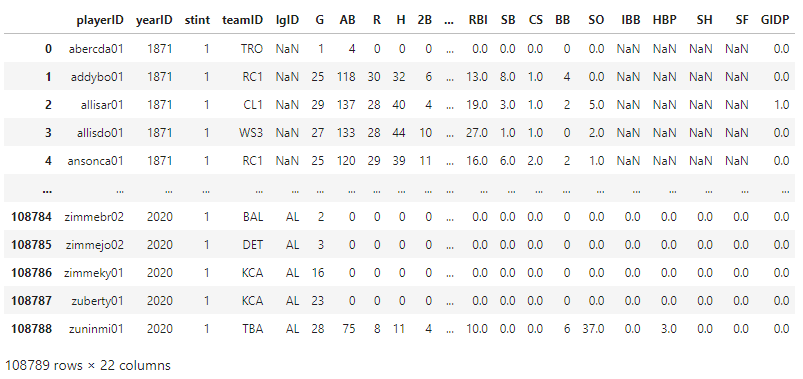 playerID yearID stint teamID lgID G AB R H 2B ... RBI SB CS BB SO IBB HBP SH SF GIDP
0 abercda01 1871 1 TRO NaN 1 4 0 0 0 ... 0.0 0.0 0.0 0 0.0 NaN NaN NaN NaN 0.0
1 addybo01 1871 1 RC1 NaN 25 118 30 32 6 ... 13.0 8.0 1.0 4 0.0 NaN NaN NaN NaN 0.0
2 allisar01 1871 1 CL1 NaN 29 137 28 40 4 ... 19.0 3.0 1.0 2 5.0 NaN NaN NaN NaN 1.0
3 allisdo01 1871 1 WS3 NaN 27 133 28 44 10 ... 27.0 1.0 1.0 0 2.0 NaN NaN NaN NaN 0.0
4 ansonca01 1871 1 RC1 NaN 25 120 29 39 11 ... 16.0 6.0 2.0 2 1.0 NaN NaN NaN NaN 0.0
... ... ... ... ... ... ... ... ... ... ... ... ... ... ... ... ... ... ... ... ... ...
108784 zimmebr02 2020 1 BAL AL 2 0 0 0 0 ... 0.0 0.0 0.0 0 0.0 0.0 0.0 0.0 0.0 0.0
108785 zimmejo02 2020 1 DET AL 3 0 0 0 0 ... 0.0 0.0 0.0 0 0.0 0.0 0.0 0.0 0.0 0.0
108786 zimmeky01 2020 1 KCA AL 16 0 0 0 0 ... 0.0 0.0 0.0 0 0.0 0.0 0.0 0.0 0.0 0.0
108787 zuberty01 2020 1 KCA AL 23 0 0 0 0 ... 0.0 0.0 0.0 0 0.0 0.0 0.0 0.0 0.0 0.0
108788 zuninmi01 2020 1 TBA AL 28 75 8 11 4 ... 10.0 0.0 0.0 6 37.0 0.0 3.0 0.0 0.0 0.0
108789 rows × 22 columns